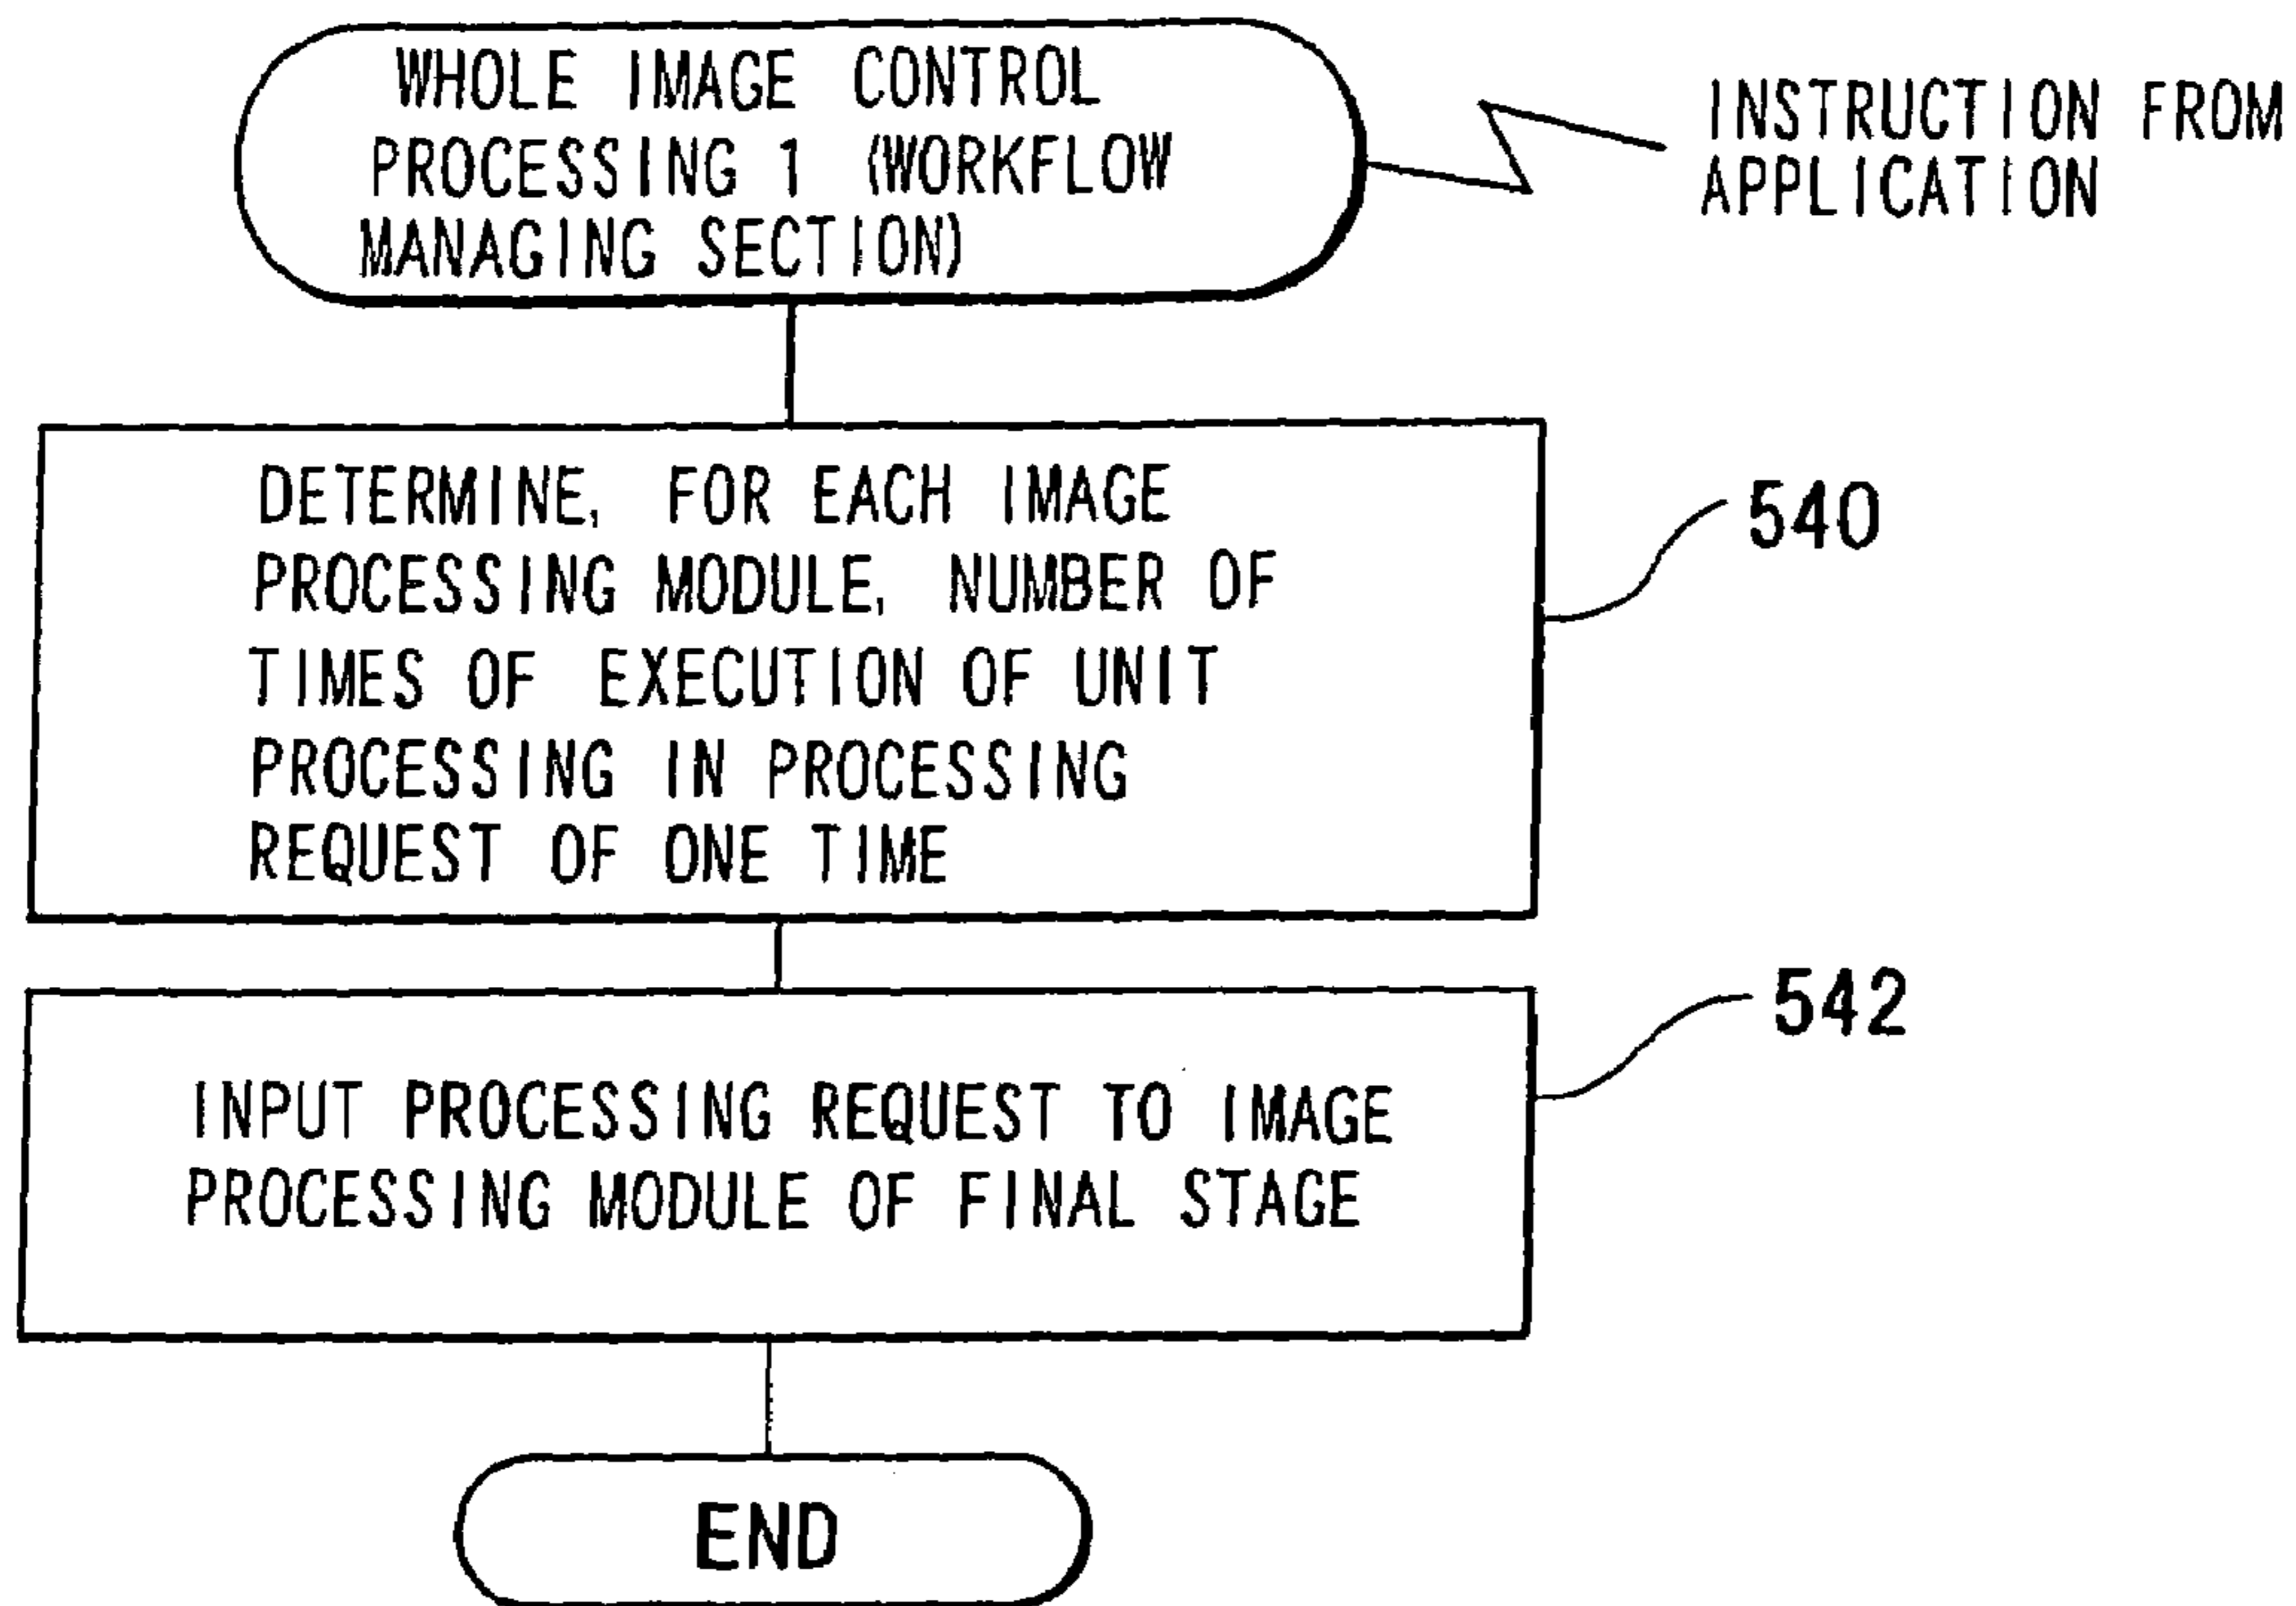 WHOLE IMAGE CONTROL
PROCESSING 1 (WORKFLOW
MANAGING SECTION)
INSTRUCTION FROM
APPLICATION
DETERMINE, FOR EACH IMAGE
PROCESSING MODULE, NUMBER OF
TIMES OF EXECUTION OF UNIT
PROCESSING IN PROCESSING
REQUEST OF ONE TIME
540
INPUT PROCESSING REQUEST TO IMAGE
PROCESSING MODULE OF FINAL STAGE
542
END